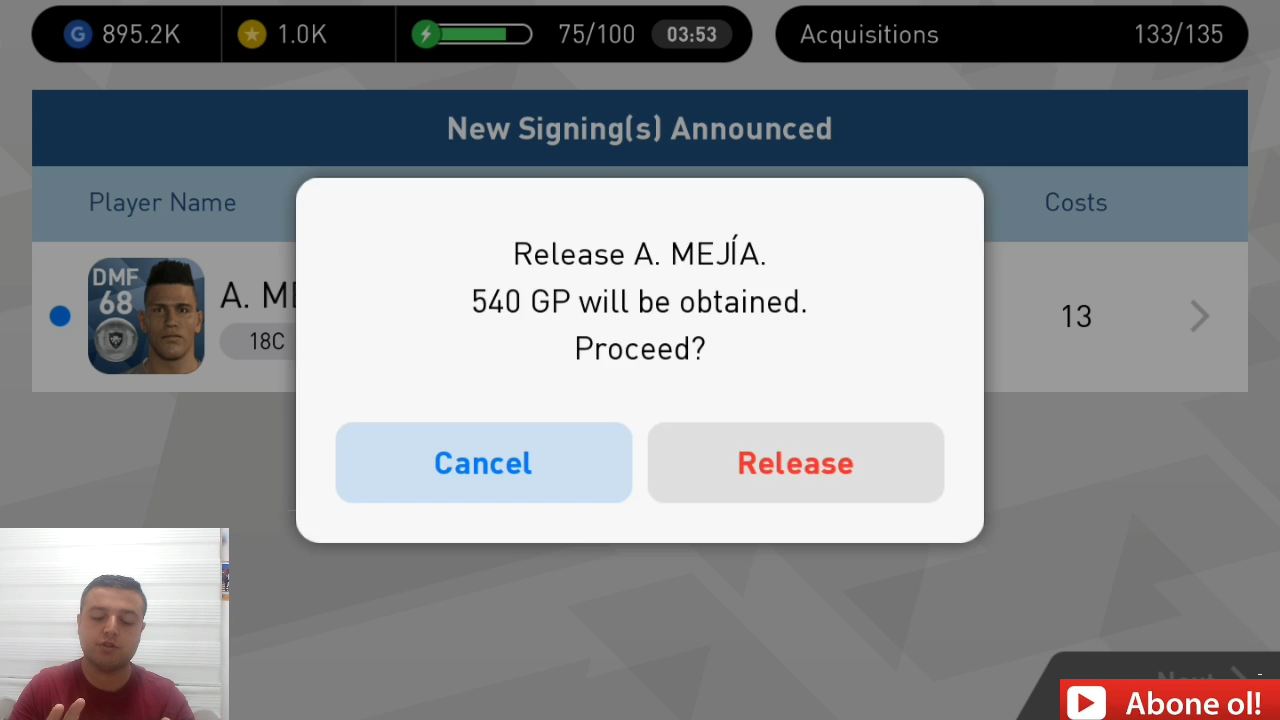 895.2K 1.0K 75/100 03:53 Acquisitions 133/135
New Signing(s) Announced
Player Name Costs
DMF
68
A. ME
18C
13
Release A. MEJÍA.
540 GP will be obtained.
Proceed?
Cancel Release
Abone ol!